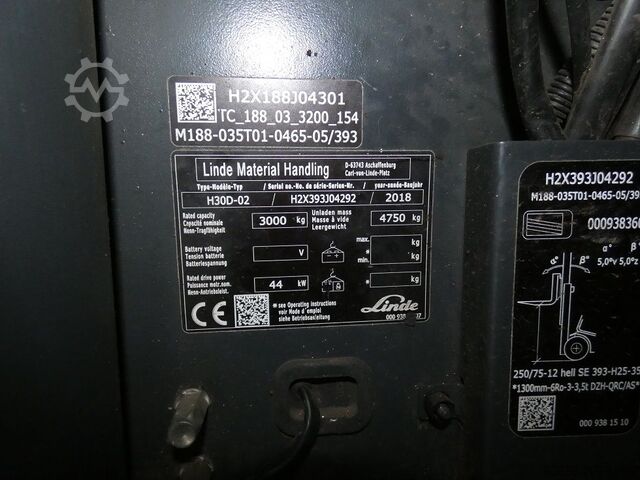 H2X188J04301
TC_188_03_3200_154
M188-035T01-0465-05/393
Linde Material Handling
D-63743 Aschaffenburg
Carl-von-Linde-Platz
Type-Modèle-Typ / Serial no.-No. de série-Serien-Nr. / year-année-Baujahr
H30D-02 / H2X393J04292 / 2018
Rated capacity
Capacité nominale
Nenn-Tragfähigkeit
3000 kg
Unladen mass
Masse à vide
Leergewicht
4750 kg
Battery voltage
Tension batterie
Batteriespannung
V
max.
kg
*
min.
kg
Rated drive power
Puissance motr.nom.
Nenn-Antriebsleist.
44 kW
*
kg
CE
* see Operating instructions
voir Mode d'emploi
siehe Betriebsanleitung
Linde
000 938
H2X393J04292
M188-035T01-0465-05/39
000938360
α° β° α° β°
5,0°v 5,0°z
250/75-12 hell SE 393-H25-35
*1300mm-6Ro-3-3,5t DZH-QRC/AS*
000 938 15 10